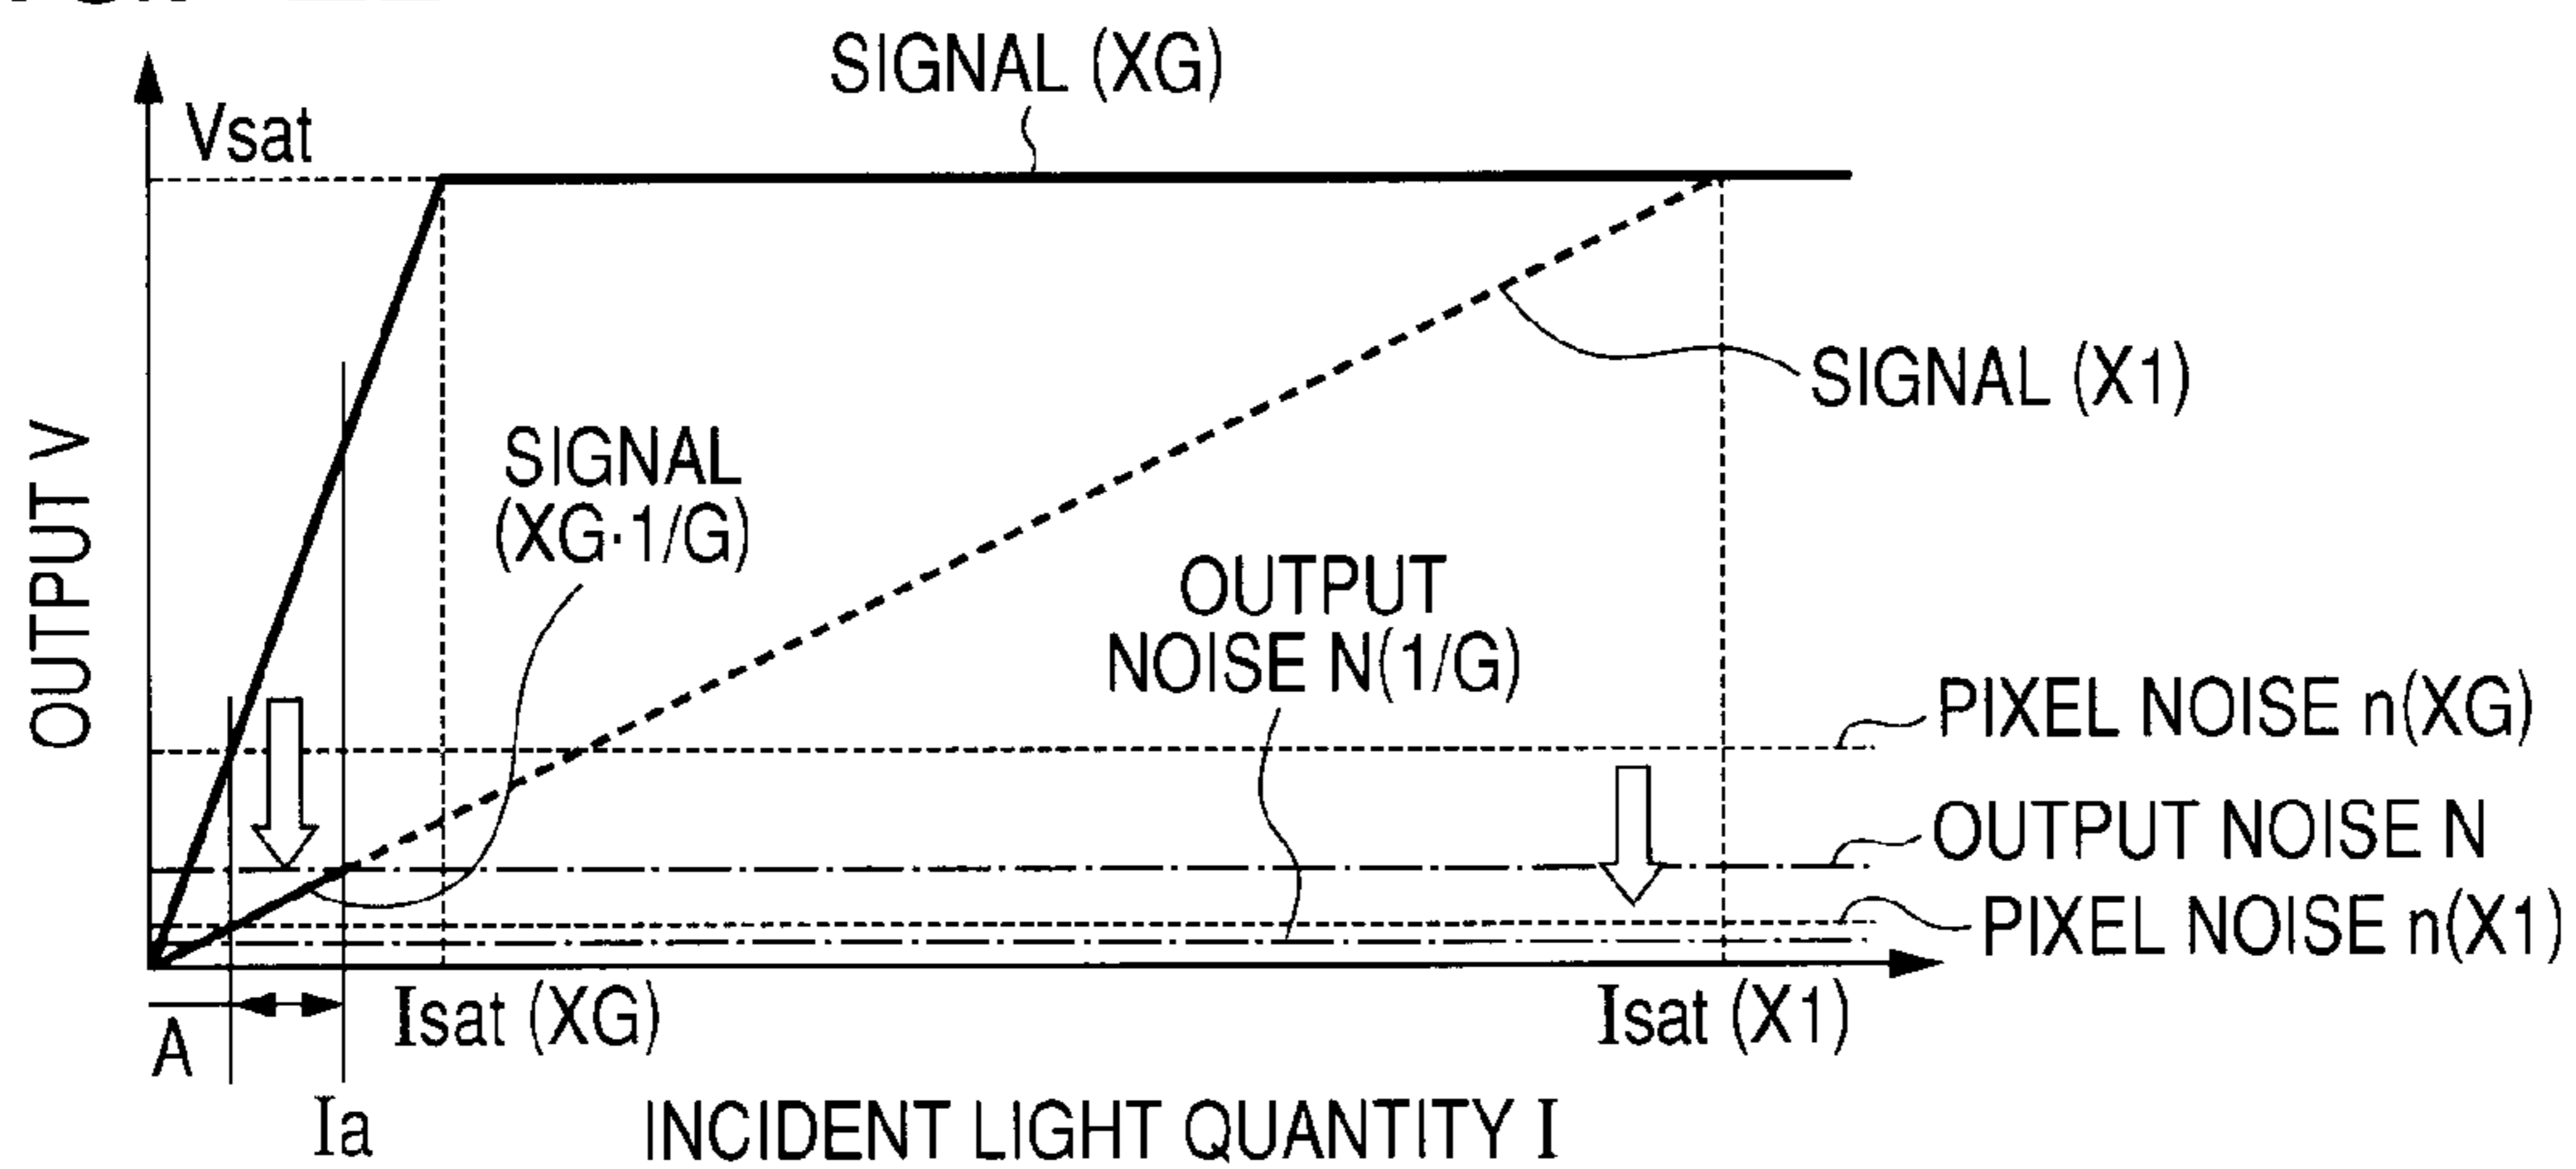 SIGNAL (XG)
Vsat
SIGNAL (X1)
OUTPUT V
SIGNAL
(XG·1/G)
OUTPUT
NOISE N(1/G)
PIXEL NOISE n(XG)
OUTPUT NOISE N
PIXEL NOISE n(X1)
A
Isat (XG)
Isat (X1)
Ia
INCIDENT LIGHT QUANTITY I